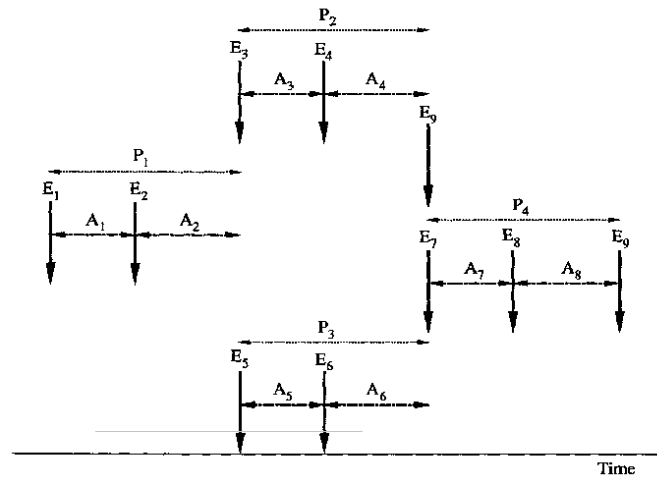 P2
E3 E4
A3 A4
E9
P1
E1 E2
A1 A2
P4
E7 E8 E9
A7 A8
P3
E5 E6
A5 A6
Time